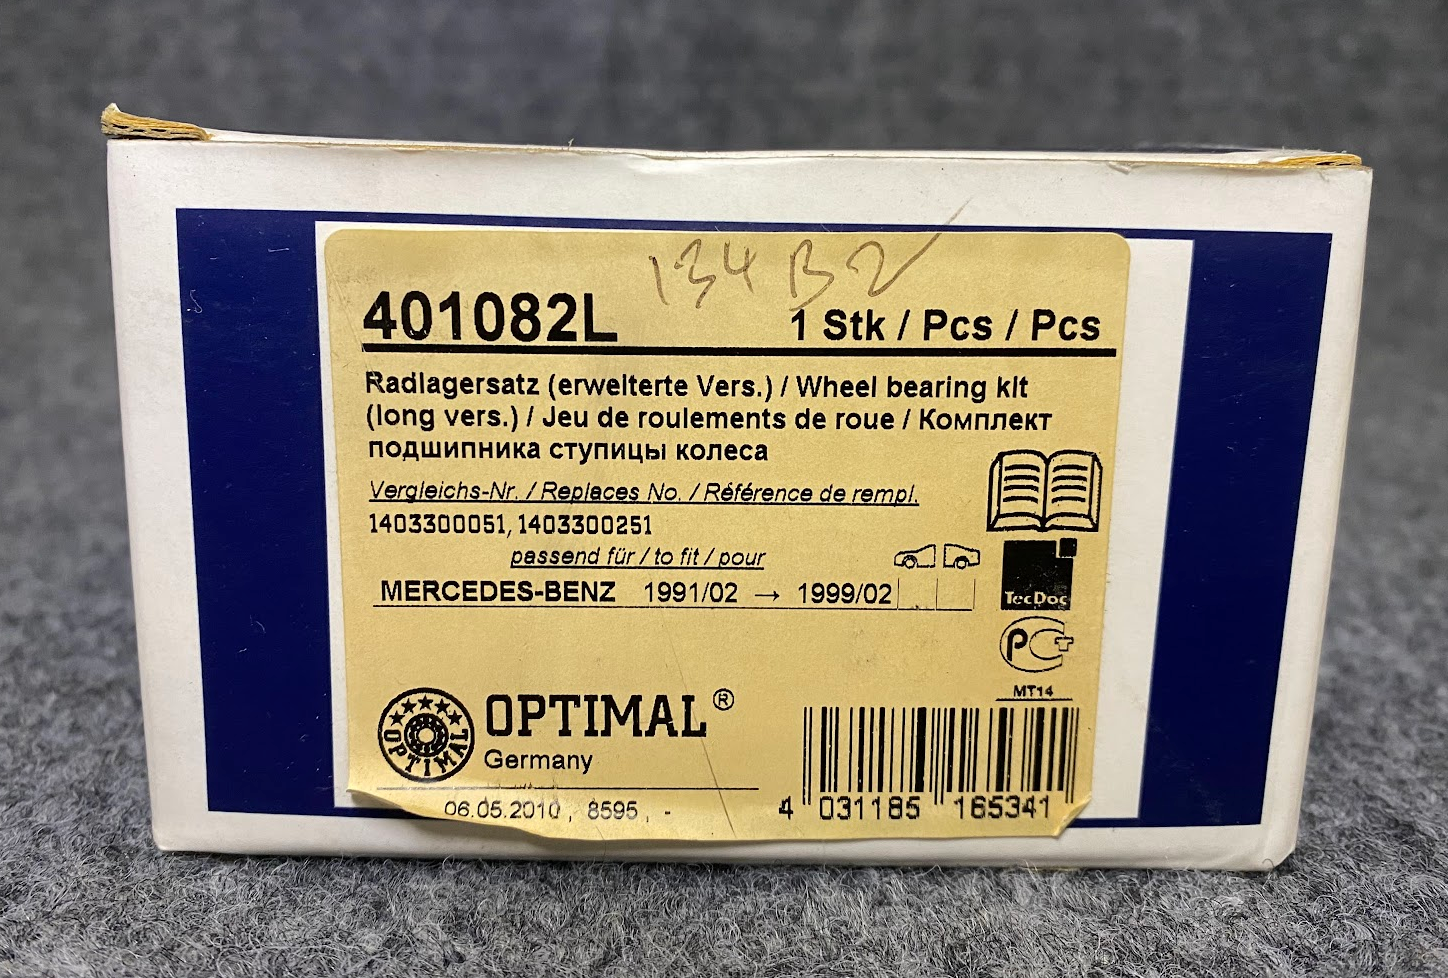 134 B2
401082L 1 Stk / Pcs / Pcs
Radlagersatz (erweiterte Vers.) / Wheel bearing kit
(long vers.) / Jeu de roulements de roue / Комплект
подшипника ступицы колеса
Vergleichs-Nr. / Replaces No. / Référence de rempl.
1403300051, 1403300251
passend für / to fit / pour
MERCEDES-BENZ 1991/02 → 1999/02
TecDoc
РСТ
MT14
OPTIMAL®
Germany
OPTIMAL
06.05.2010 , 8595 , -
4 031185 165341